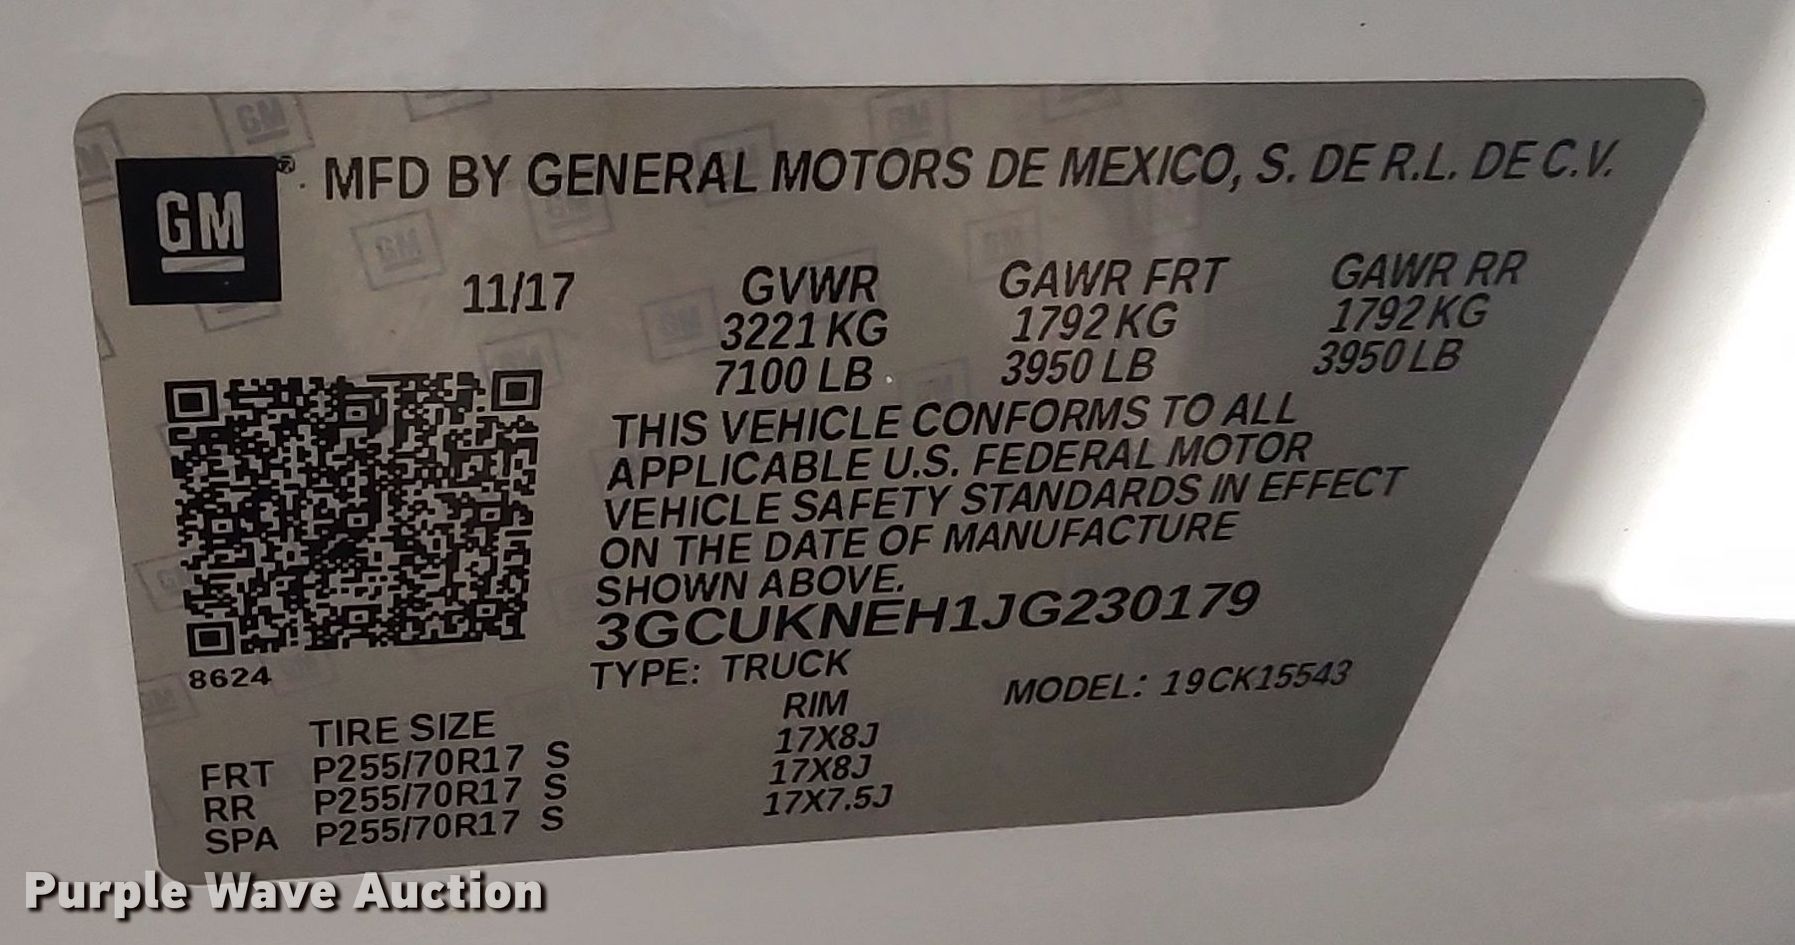 GM
® MFD BY GENERAL MOTORS DE MEXICO, S. DE R.L. DE C.V.
11/17
GVWR GAWR FRT GAWR RR
3221 KG 1792 KG 1792 KG
7100 LB 3950 LB 3950 LB
THIS VEHICLE CONFORMS TO ALL
APPLICABLE U.S. FEDERAL MOTOR
VEHICLE SAFETY STANDARDS IN EFFECT
ON THE DATE OF MANUFACTURE
SHOWN ABOVE.
3GCUKNEH1JG230179
8624
TYPE: TRUCK MODEL: 19CK15543
TIRE SIZE RIM
FRT P255/70R17 S 17X8J
RR P255/70R17 S 17X8J
SPA P255/70R17 S 17X7.5J
Purple Wave Auction